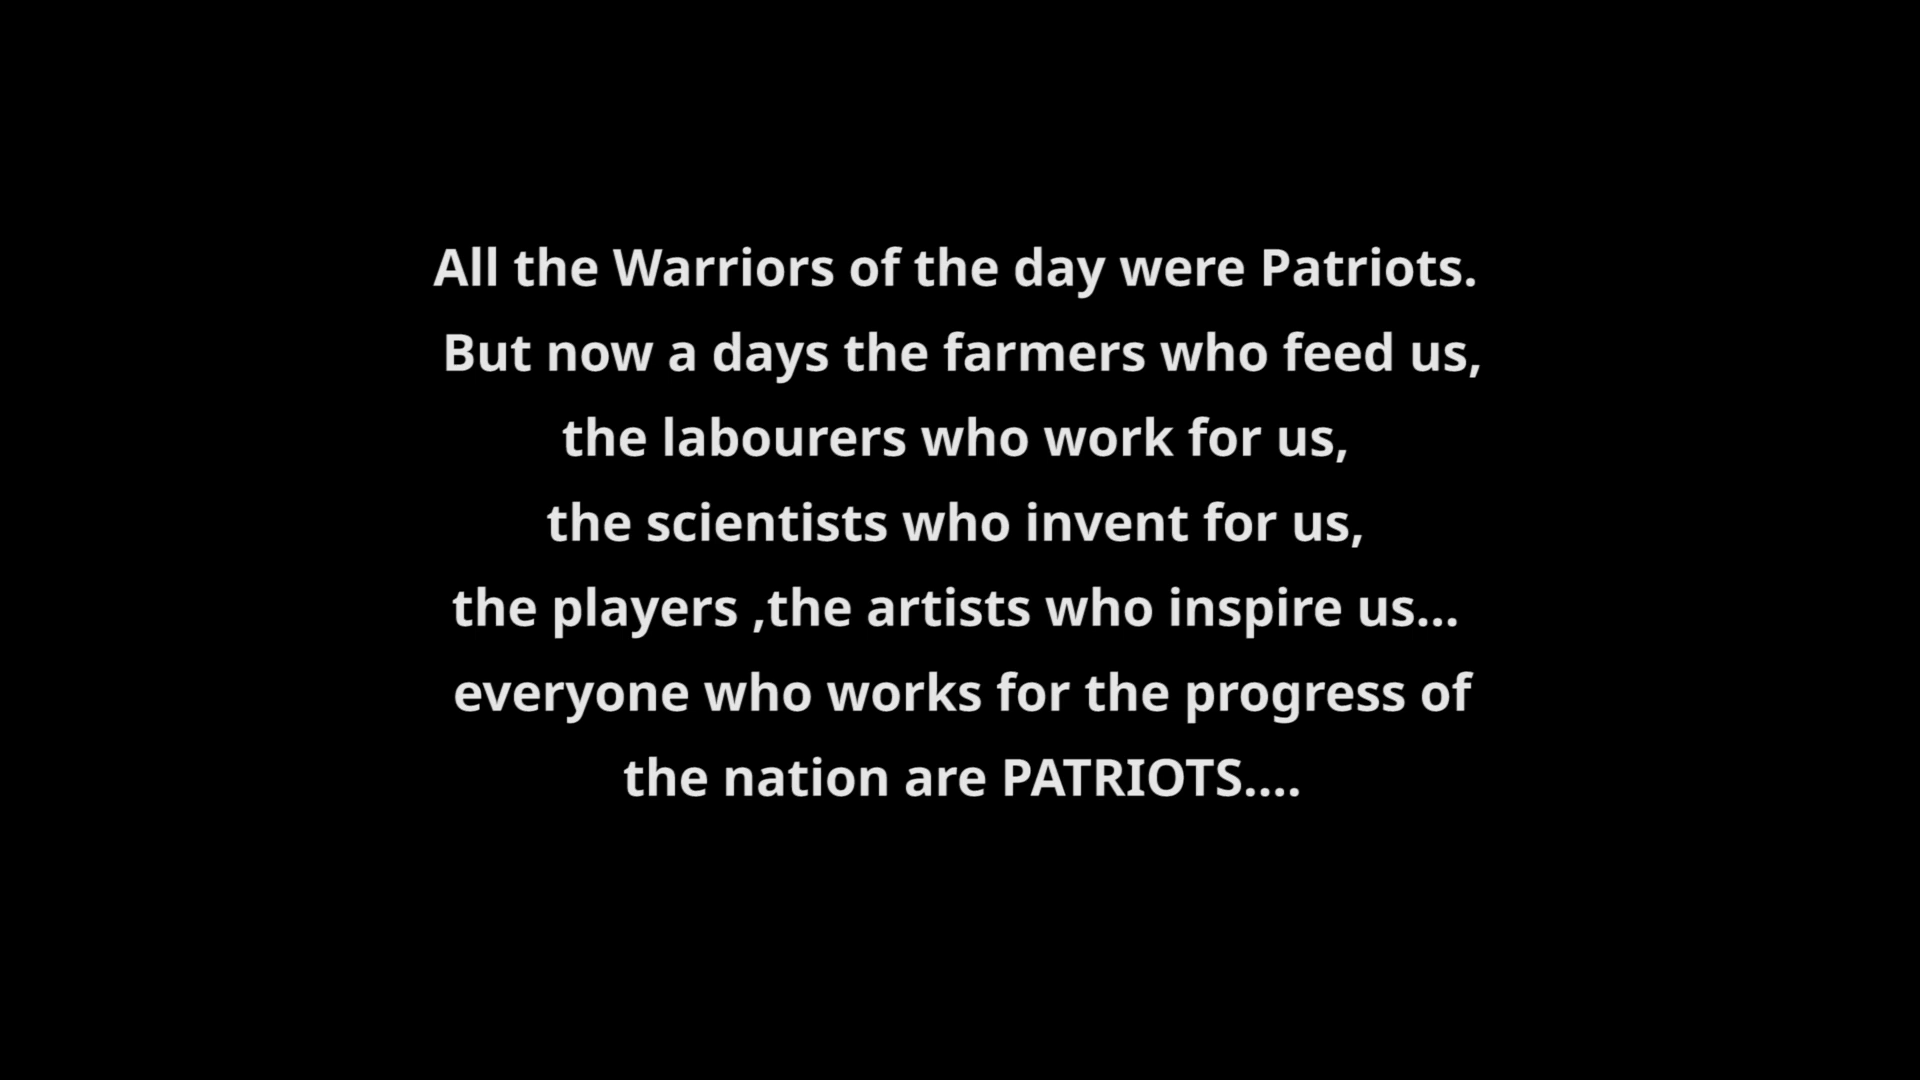 All the Warriors of the day were Patriots.
But now a days the farmers who feed us,
the labourers who work for us,
the scientists who invent for us,
the players ,the artists who inspire us...
everyone who works for the progress of
the nation are PATRIOTS....